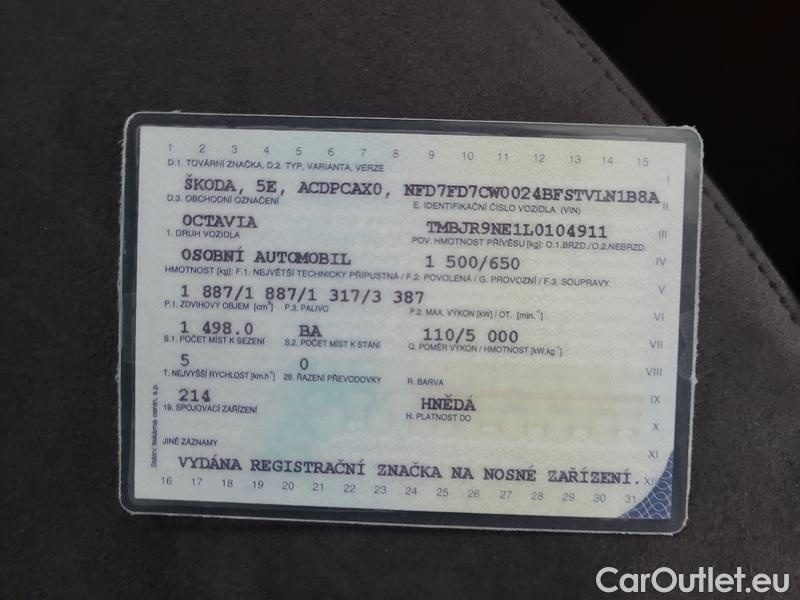 1 2 3 4 5 6 7 8 9 10 11 12 13 14 15
D.1. TOVÁRNÍ ZNAČKA, D.2. TYP, VARIANTA, VERZE
I
ŠKODA, 5E, ACDPCAX0, NFD7FD7CW0024BFSTVLN1B8A
D.3. OBCHODNÍ OZNAČENÍ E. IDENTIFIKAČNÍ ČÍSLO VOZIDLA (VIN) II
OCTAVIA TMBJR9NE1L0104911 III
1. DRUH VOZIDLA POV. HMOTNOST PŘÍVĚSU [kg]: O.1.BRZD./O.2.NEBRZD.
OSOBNÍ AUTOMOBIL 1 500/650 IV
HMOTNOST [kg]: F.1. NEJVĚTŠÍ TECHNICKY PŘÍPUSTNÁ / F.2. POVOLENÁ / G. PROVOZNÍ / F.3. SOUPRAVY
1 887/1 887/1 317/3 387 V
P.1. ZDVIHOVÝ OBJEM [cm³] P.3. PALIVO P.2. MAX. VÝKON [kW] / OT. [min.⁻¹] VI
1 498.0 BA 110/5 000
S.1. POČET MÍST K SEZENÍ S.2. POČET MÍST K STÁNÍ Q. POMĚR VÝKON / HMOTNOST [kW.kg⁻¹] VII
5 0 VIII
T. NEJVYŠŠÍ RYCHLOST [km.h⁻¹] 29. ŘAZENÍ PŘEVODOVKY R. BARVA
214 HNĚDÁ IX
19. SPOJOVACÍ ZAŘÍZENÍ H. PLATNOST DO X
JINÉ ZÁZNAMY XI
VYDÁNA REGISTRAČNÍ ZNAČKA NA NOSNÉ ZAŘÍZENÍ. XII
16 17 18 19 20 21 22 23 24 25 26 27 28 29 30 31
Státní tiskárna cenin, s.p.
CarOutlet.eu